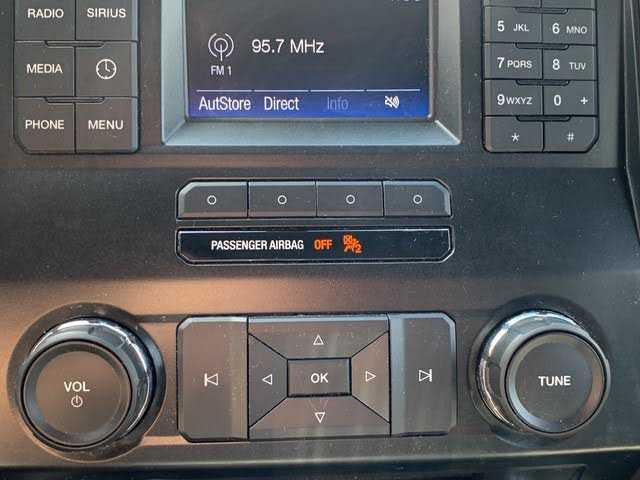 RADIO SIRIUS
95.7 MHz
FM 1
MEDIA
AutStore Direct Info
PHONE MENU
5 JKL 6 MNO
7 PQRS 8 TUV
9 WXYZ 0 +
* #
PASSENGER AIRBAG OFF 2
VOL
OK
TUNE